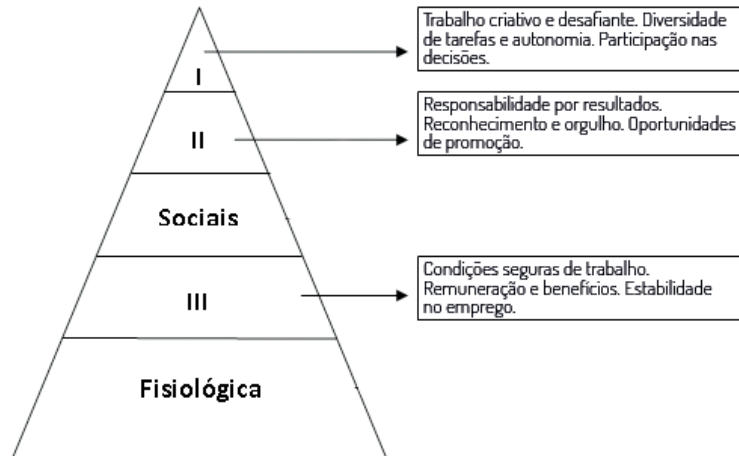 Trabalho criativo e desafiante. Diversidade
de tarefas e autonomia. Participação nas
decisões.
I
Responsabilidade por resultados.
Reconhecimento e orgulho. Oportunidades
de promoção.
II
Sociais
Condições seguras de trabalho.
Remuneração e benefícios. Estabilidade
no emprego.
III
Fisiológica